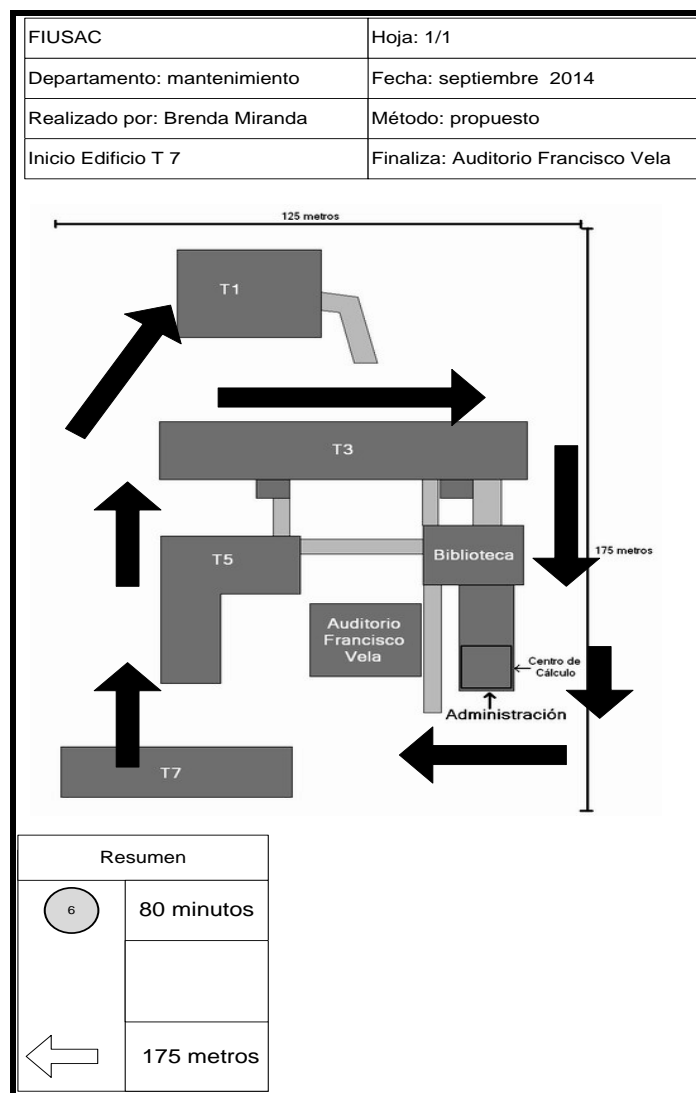 FIUSAC
Hoja: 1/1
Departamento: mantenimiento
Fecha: septiembre 2014
Realizado por: Brenda Miranda
Método: propuesto
Inicio Edificio T 7
Finaliza: Auditorio Francisco Vela
125 metros
T1
T3
175 metros
T5
Biblioteca
Auditorio
Francisco
Vela
Centro de
Cálculo
Administración
T7
Resumen
6
80 minutos
175 metros